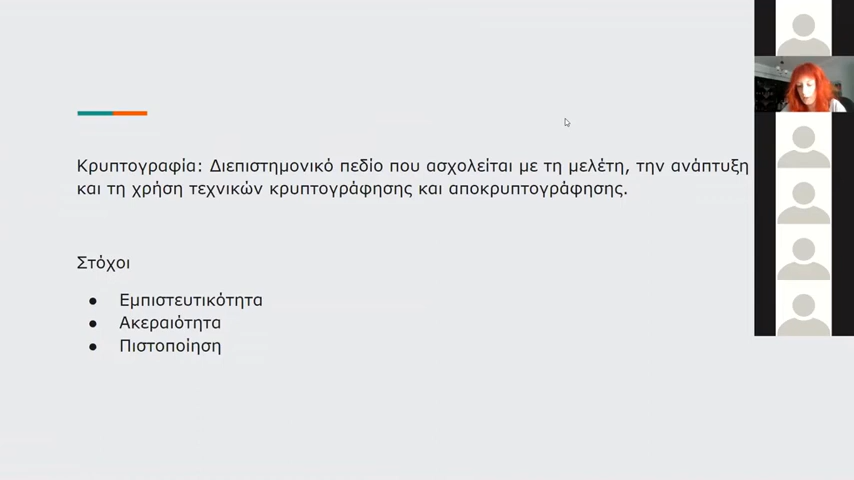 Κρυπτογραφία: Διεπιστημονικό πεδίο που ασχολείται με τη μελέτη, την ανάπτυξη
και τη χρήση τεχνικών κρυπτογράφησης και αποκρυπτογράφησης.
Στόχοι
● Εμπιστευτικότητα
● Ακεραιότητα
● Πιστοποίηση